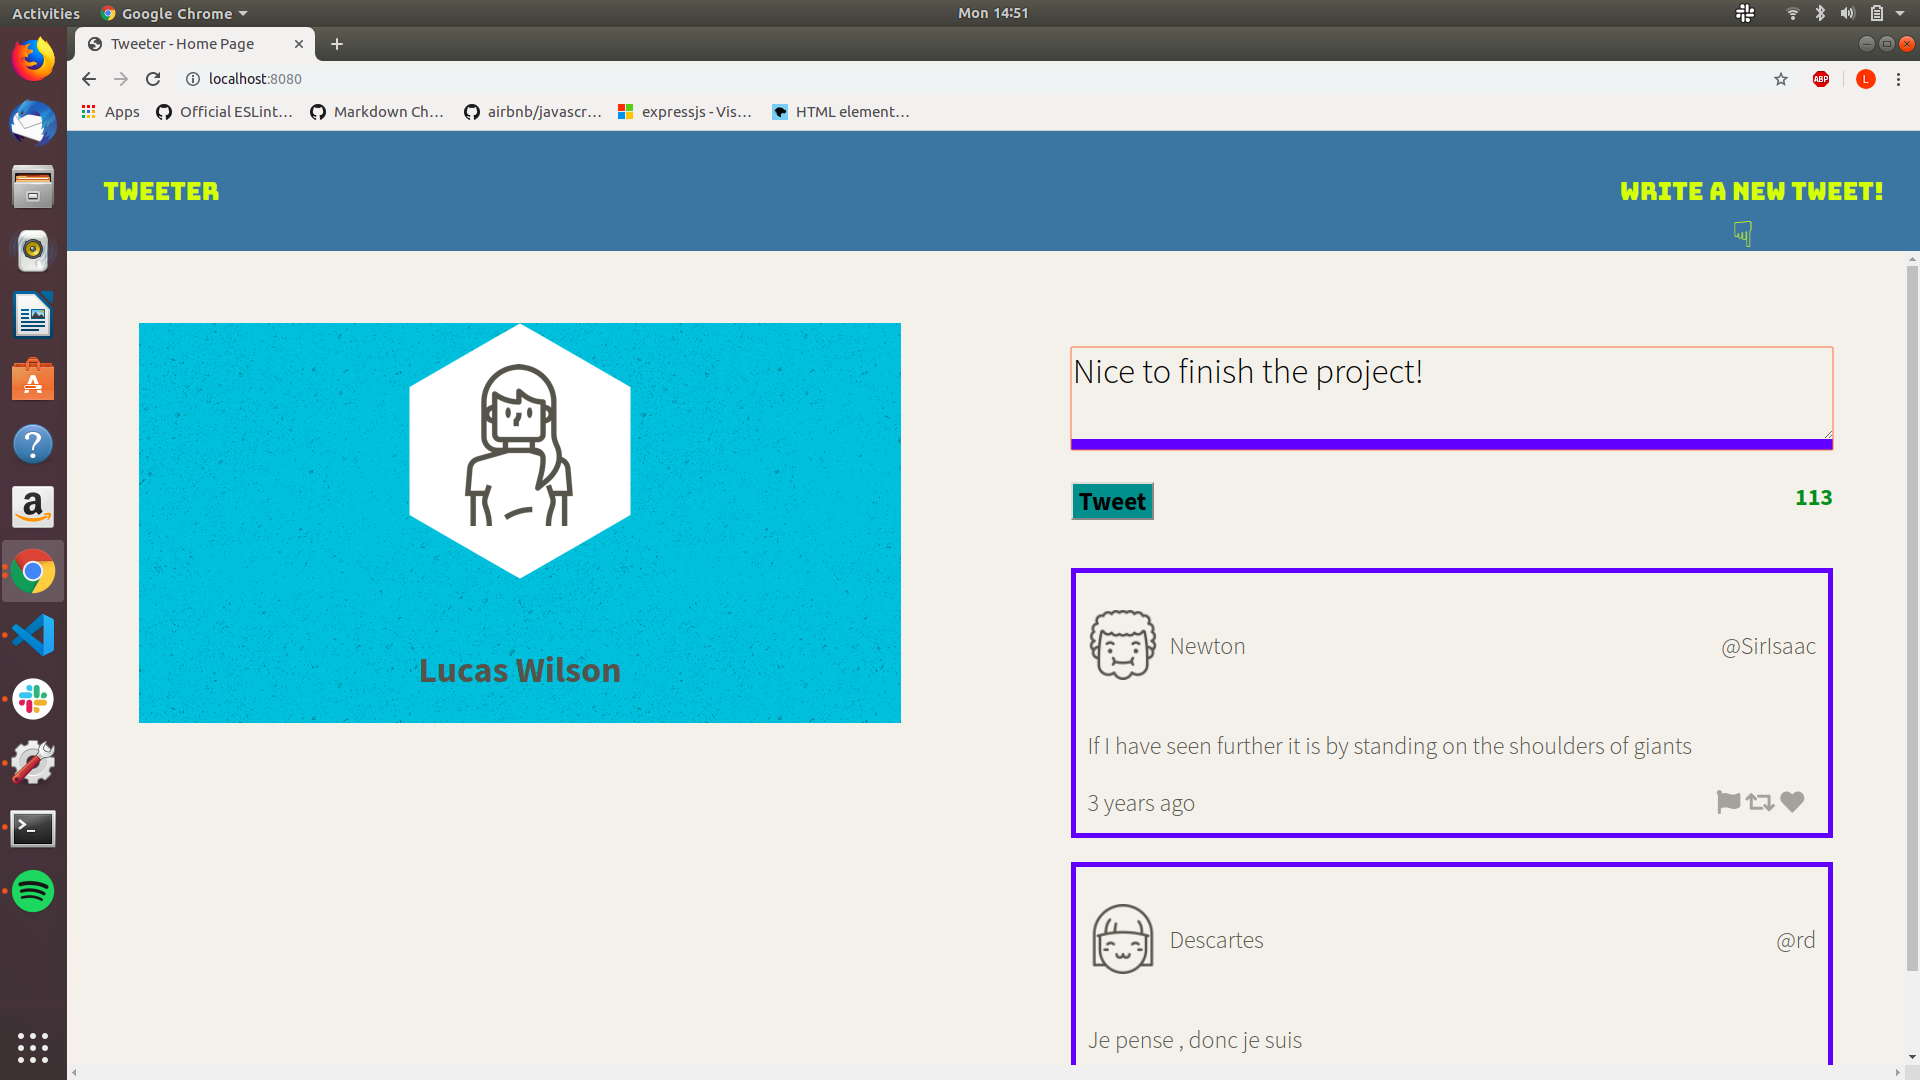 Activities
Google Chrome
Mon 14:51
Tweeter - Home Page
localhost:8080
ABP
L
Apps
Official ESLint...
Markdown Ch...
airbnb/javascr...
expressjs - Vis...
HTML element...
TWEETER
WRITE A NEW TWEET!
Lucas Wilson
Nice to finish the project!
Tweet
113
Newton
@SirIsaac
If I have seen further it is by standing on the shoulders of giants
3 years ago
Descartes
@rd
Je pense , donc je suis